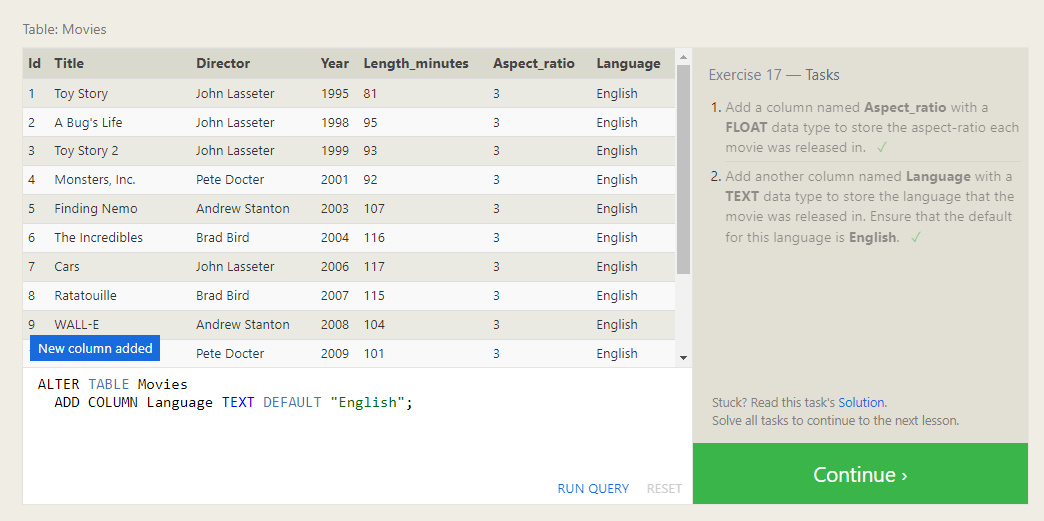 Table: Movies
Id Title Director Year Length_minutes Aspect_ratio Language
1 Toy Story John Lasseter 1995 81 3 English
2 A Bug's Life John Lasseter 1998 95 3 English
3 Toy Story 2 John Lasseter 1999 93 3 English
4 Monsters, Inc. Pete Docter 2001 92 3 English
5 Finding Nemo Andrew Stanton 2003 107 3 English
6 The Incredibles Brad Bird 2004 116 3 English
7 Cars John Lasseter 2006 117 3 English
8 Ratatouille Brad Bird 2007 115 3 English
9 WALL-E Andrew Stanton 2008 104 3 English
Pete Docter 2009 101 3 English
New column added
ALTER TABLE Movies
ADD COLUMN Language TEXT DEFAULT "English";
RUN QUERY RESET
Exercise 17 — Tasks
1. Add a column named Aspect_ratio with a
FLOAT data type to store the aspect-ratio each
movie was released in. ✓
2. Add another column named Language with a
TEXT data type to store the language that the
movie was released in. Ensure that the default
for this language is English. ✓
Stuck? Read this task's Solution.
Solve all tasks to continue to the next lesson.
Continue ›